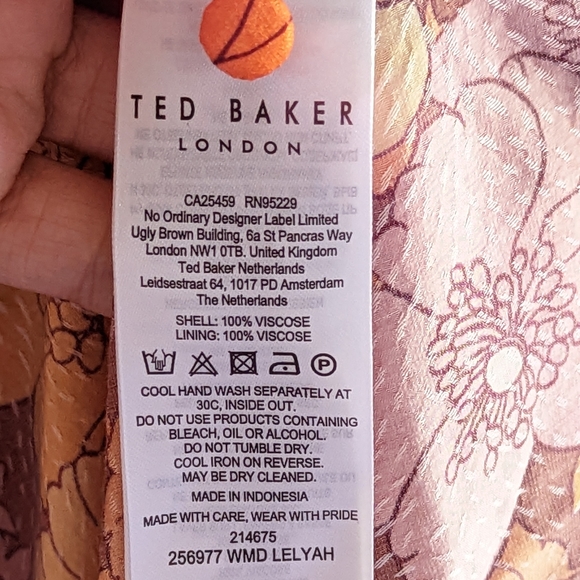 TED BAKER
LONDON
CA25459 RN95229
No Ordinary Designer Label Limited
Ugly Brown Building, 6a St Pancras Way
London NW1 0TB. United Kingdom
Ted Baker Netherlands
Leidsestraat 64, 1017 PD Amsterdam
The Netherlands
SHELL: 100% VISCOSE
LINING: 100% VISCOSE
P
COOL HAND WASH SEPARATELY AT
30C, INSIDE OUT.
DO NOT USE PRODUCTS CONTAINING
BLEACH, OIL OR ALCOHOL.
DO NOT TUMBLE DRY.
COOL IRON ON REVERSE.
MAY BE DRY CLEANED.
MADE IN INDONESIA
MADE WITH CARE, WEAR WITH PRIDE
214675
256977 WMD LELYAH